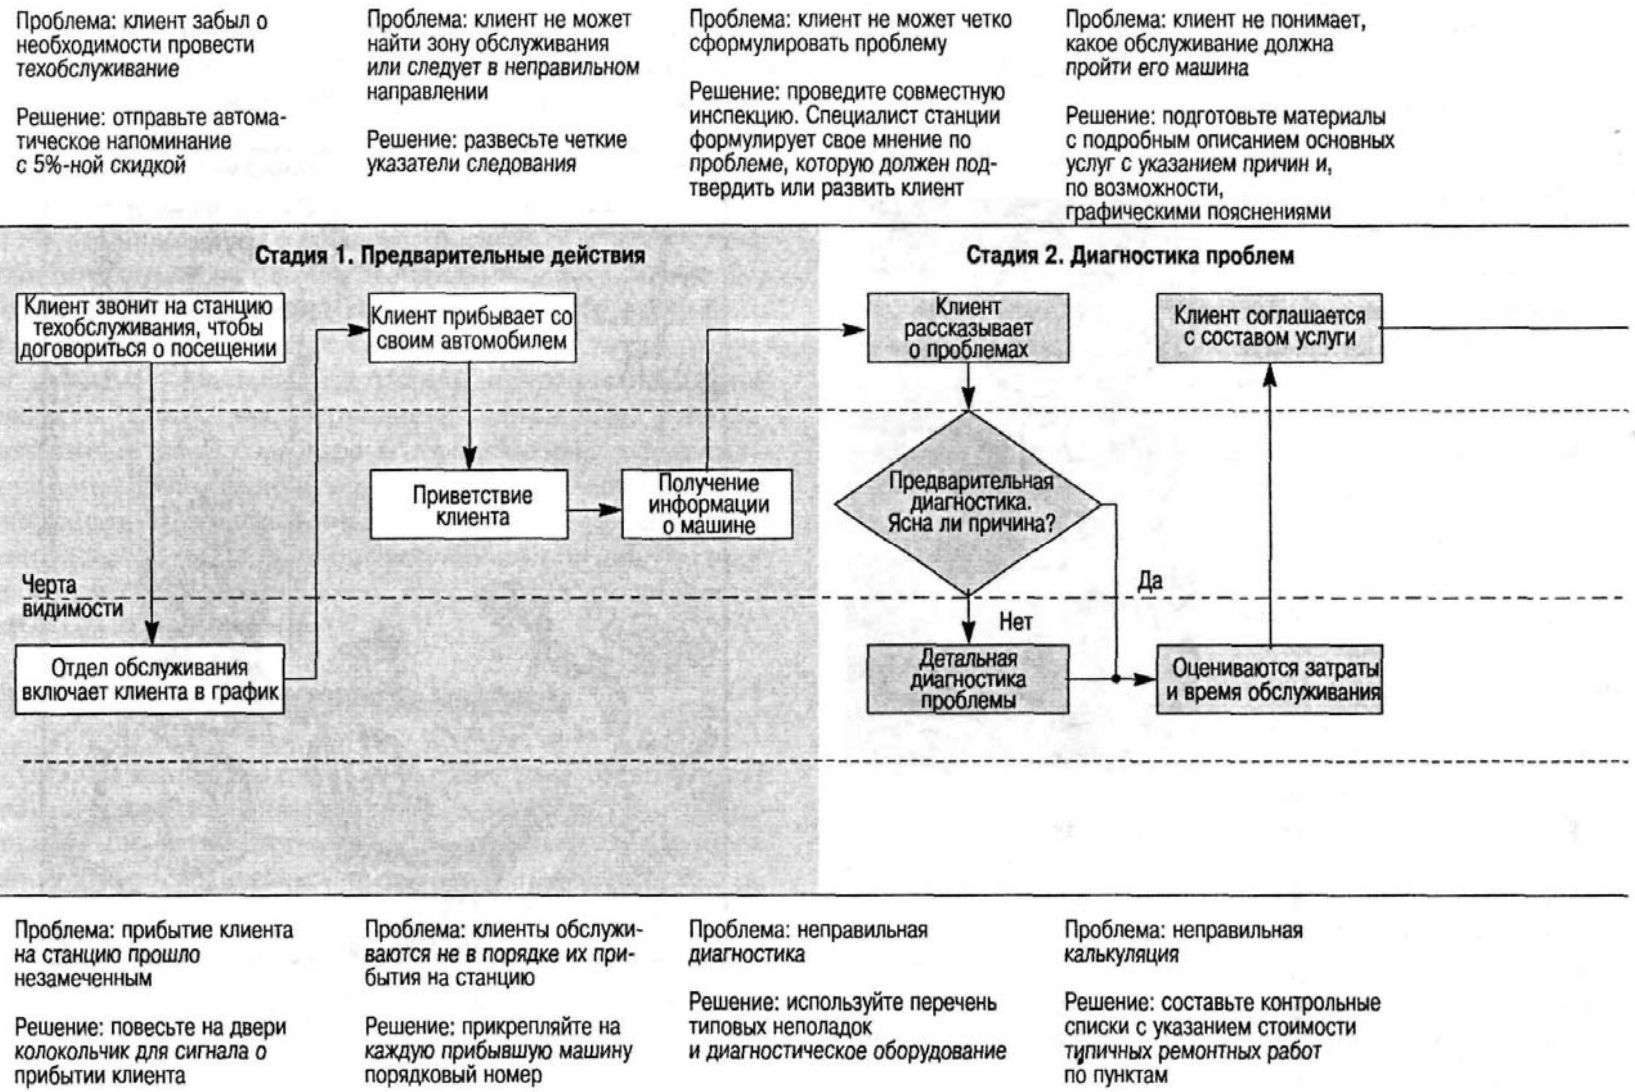 Проблема: клиент забыл о
необходимости провести
техобслуживание
Решение: отправьте автома-
тическое напоминание
с 5%-ной скидкой
Проблема: клиент не может
найти зону обслуживания
или следует в неправильном
направлении
Решение: развесьте четкие
указатели следования
Проблема: клиент не может четко
сформулировать проблему
Решение: проведите совместную
инспекцию. Специалист станции
формулирует свое мнение по
проблеме, которую должен под-
твердить или развить клиент
Проблема: клиент не понимает,
какое обслуживание должна
пройти его машина
Решение: подготовьте материалы
с подробным описанием основных
услуг с указанием причин и,
по возможности,
графическими пояснениями
Стадия 1. Предварительные действия
Клиент звонит на станцию
техобслуживания, чтобы
договориться о посещении
Клиент прибывает со
своим автомобилем
Приветствие
клиента
Получение
информации
о машине
Черта
видимости
Отдел обслуживания
включает клиента в график
Стадия 2. Диагностика проблем
Клиент
рассказывает
о проблемах
Клиент соглашается
с составом услуги
Предварительная
диагностика.
Ясна ли причина?
Да
Нет
Детальная
диагностика
проблемы
Оцениваются затраты
и время обслуживания
Проблема: прибытие клиента
на станцию прошло
незамеченным
Решение: повесьте на двери
колокольчик для сигнала о
прибытии клиента
Проблема: клиенты обслужи-
ваются не в порядке их при-
бытия на станцию
Решение: прикрепляйте на
каждую прибывшую машину
порядковый номер
Проблема: неправильная
диагностика
Решение: используйте перечень
типовых неполадок
и диагностическое оборудование
Проблема: неправильная
калькуляция
Решение: составьте контрольные
списки с указанием стоимости
типичных ремонтных работ
по пунктам